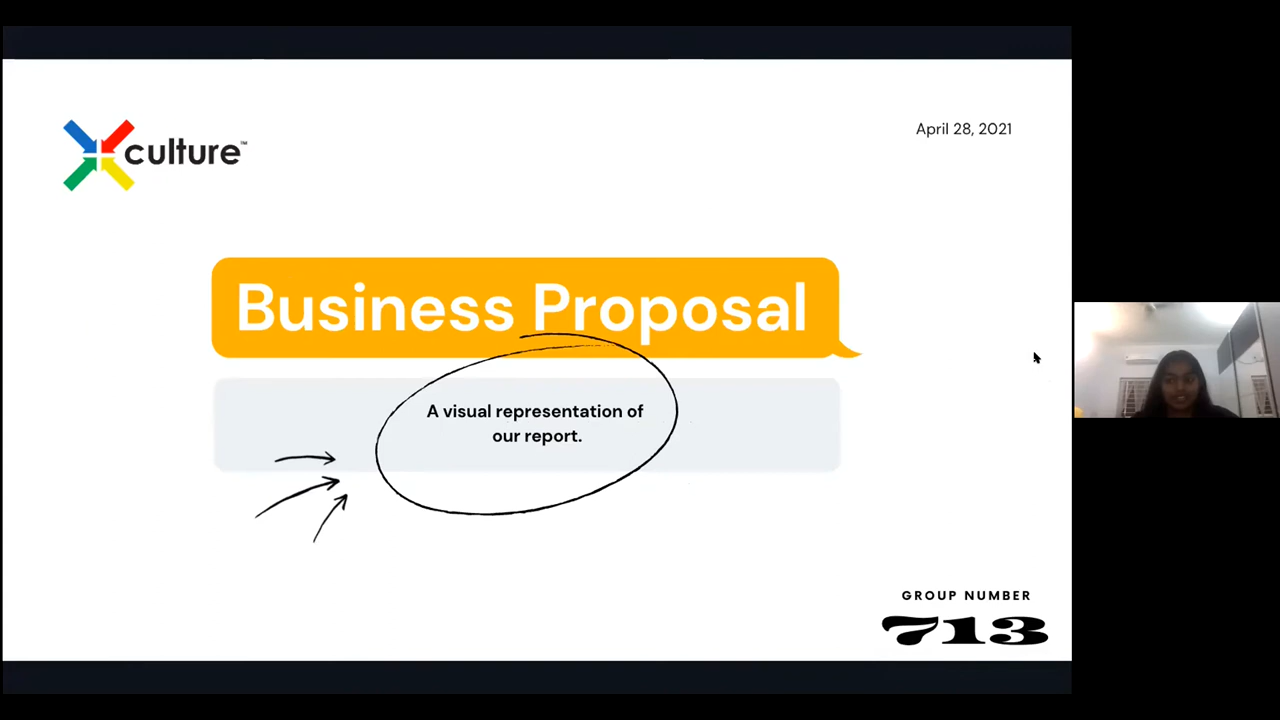 culture™
April 28, 2021
Business Proposal
A visual representation of
our report.
GROUP NUMBER
713